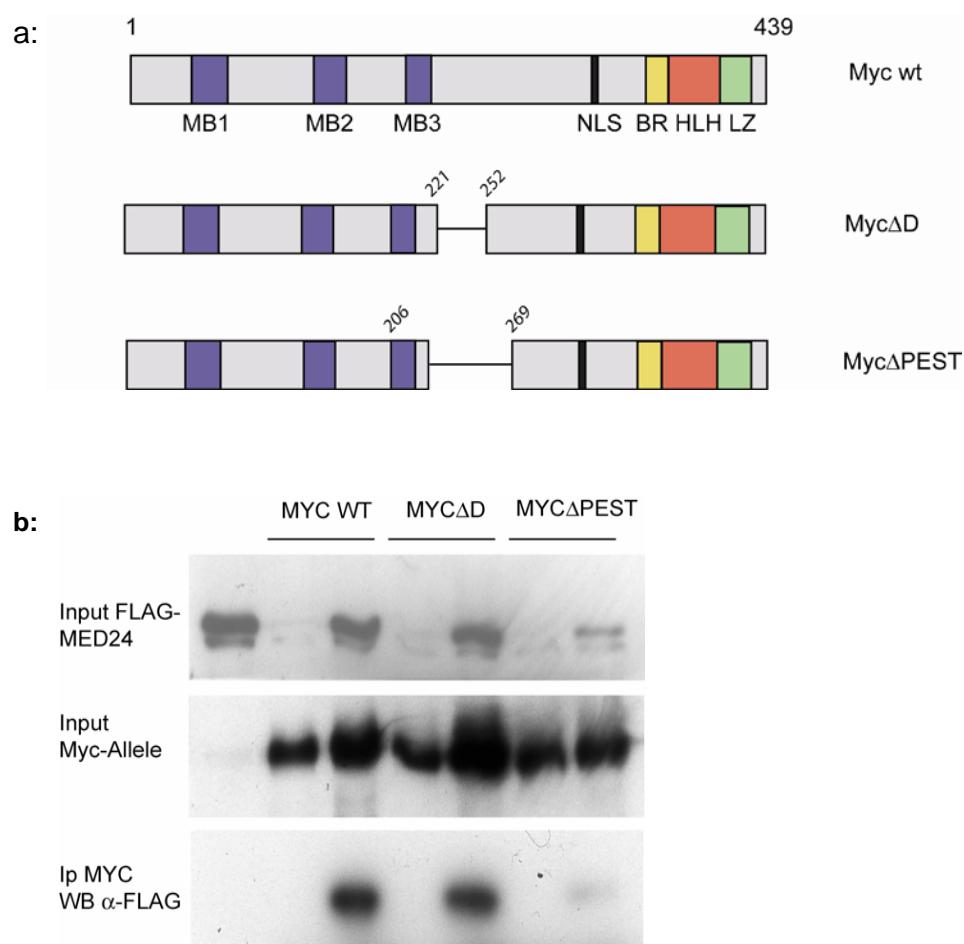 a:
1 439
Myc wt
MB1 MB2 MB3 NLS BR HLH LZ
221 252
MycΔD
206 269
MycΔPEST
b:
MYC WT MYCΔD MYCΔPEST
Input FLAG-
MED24
Input
Myc-Allele
Ip MYC
WB α-FLAG